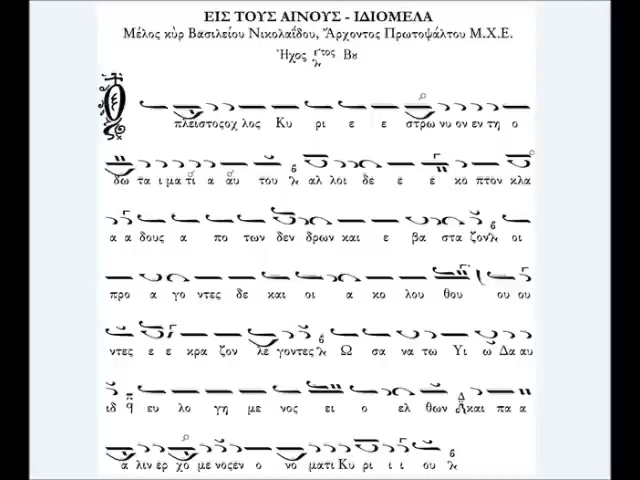 ΕΙΣ ΤΟΥΣ ΑΙΝΟΥΣ - ΙΔΙΟΜΕΛΑ
Μέλος κὺρ Βασιλείου Νικολαΐδου, Ἄρχοντος Πρωτοψάλτου Μ.Χ.Ε.
Ἦχος Βου
πλειστοςοχ λος Κυ ρι ε ε στρω νυ ον εν τη ο
δω τα ι μα τι α αυ του αλ λοι δε ε ε κο πτον κλα
α α δους α πο των δεν δρων και ε βα στα ζον οι
προ α γο ντες δε και οι α κο λου θου ου ου
ντες ε ε κρα ζον λε γοντες Ω σα να τω Υι ω Δα αυ
ιδ ευ λο γη με νος ει ο ελ θων και πα α
α λιν ερ χο με νοςεν ο νο ματι Κυ ρι ι ι ου